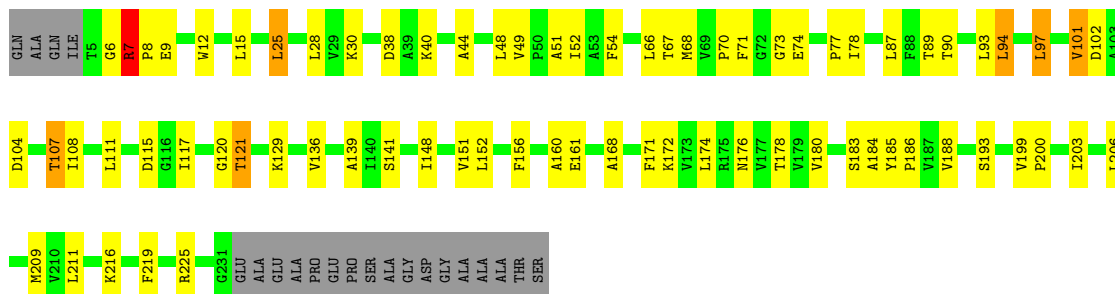 GLN ALA GLN ILE T5 G6 R7 P8 E9 W12 L15 L25 L28 V29 K30 D38 A39 K40 A44 L48 V49 P50 A51 I52 A53 F54 L66 T67 M68 V69 P70 F71 G72 G73 E74 P77 I78 L87 F88 T89 T90 L93 L94 L97 V101 D102 A103
D104 T107 I108 L111 D115 G116 I117 G120 T121 K129 V136 A139 I140 S141 I148 V151 L152 F156 A160 E161 A168 F171 K172 V173 L174 R175 N176 V177 T178 V179 V180 S183 A184 Y185 P186 V187 V188 S193 V199 P200 I203
M209 V210 L211 K216 F219 R225 G231 GLU ALA GLU ALA PRO GLU PRO SER ALA GLY ASP GLY ALA ALA ALA THR SER